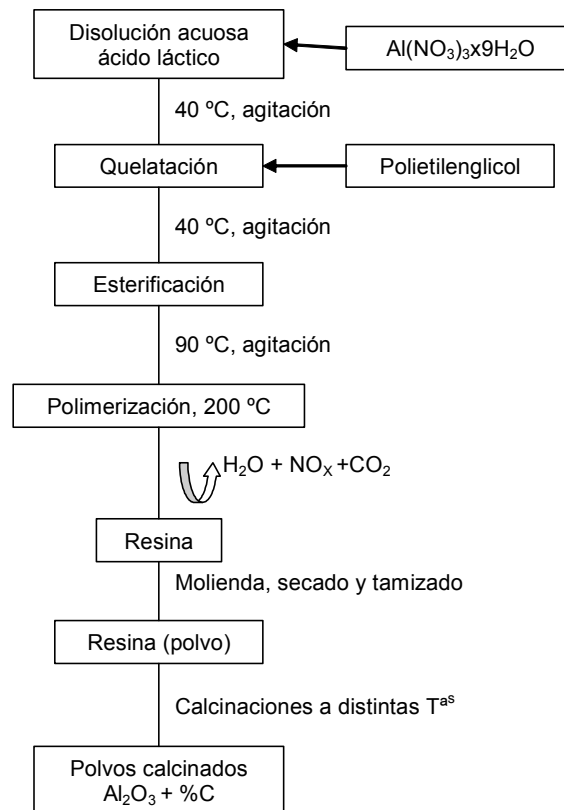 Disolución acuosa
ácido láctico
Al(NO₃)₃x9H₂O
40 ºC, agitación
Quelatación
Polietilenglicol
40 ºC, agitación
Esterificación
90 ºC, agitación
Polimerización, 200 ºC
H₂O + NOₓ +CO₂
Resina
Molienda, secado y tamizado
Resina (polvo)
Calcinaciones a distintas Tᵃˢ
Polvos calcinados
Al₂O₃ + %C